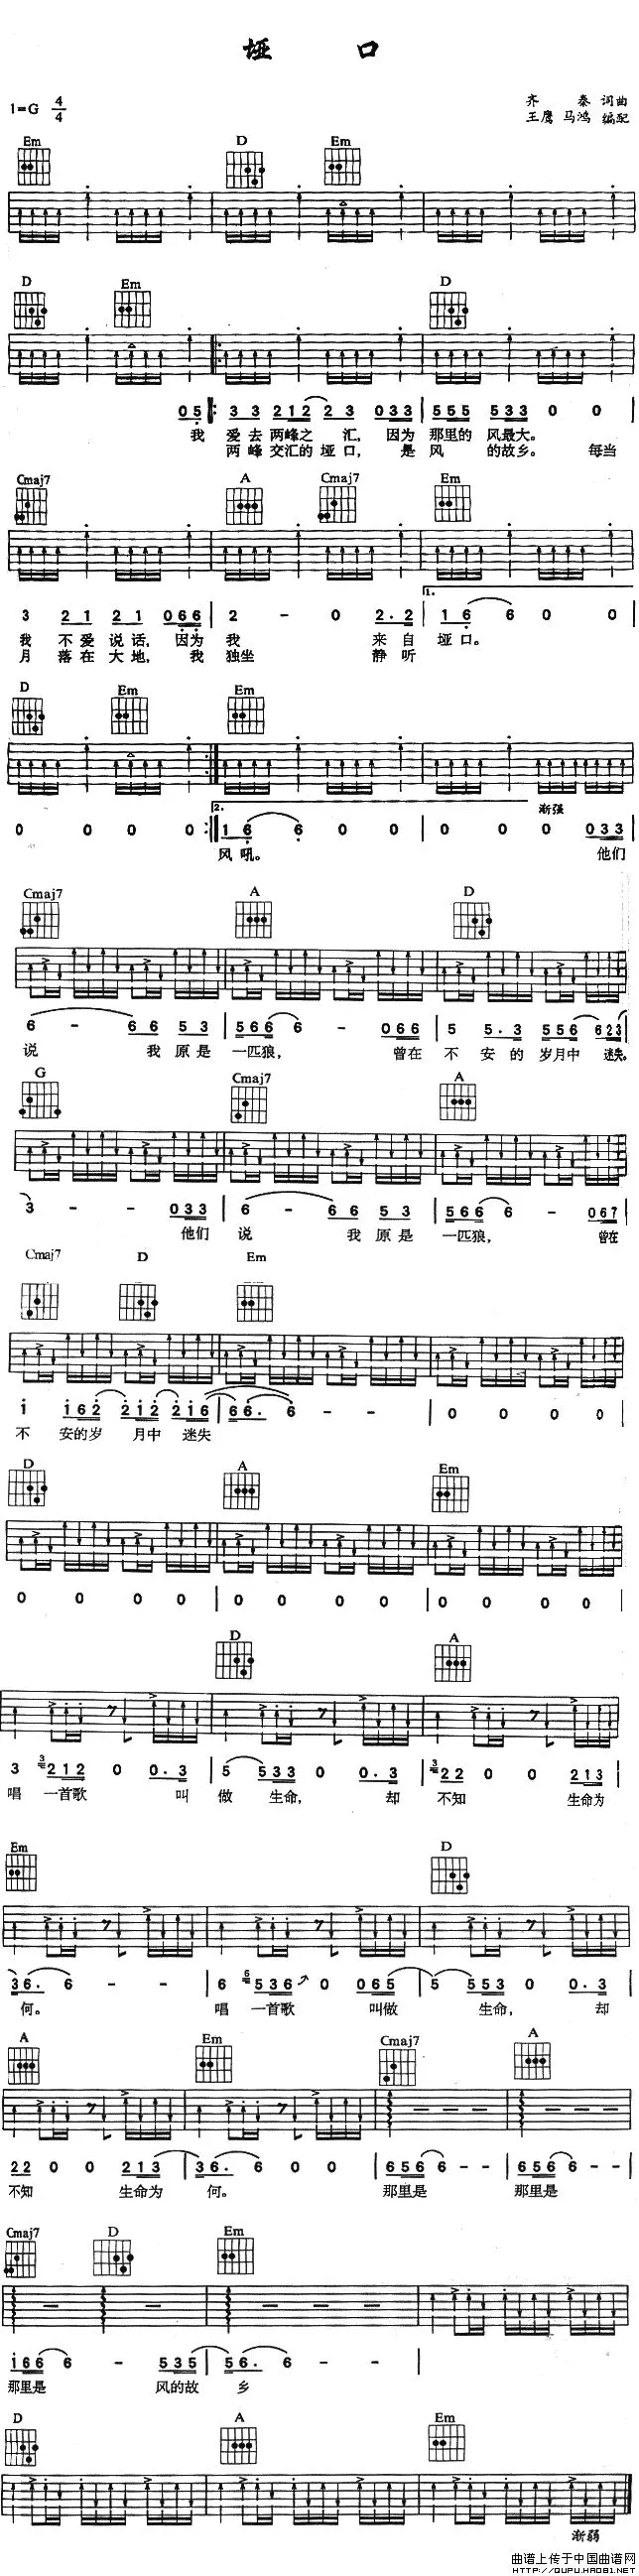 垭 口
1=G 4/4
齐 秦 词曲
王鹰 马鸿 编配
Em D Em
D Em D
0 5 3 3 2 1 2 2 3 0 3 3 5 5 5 5 3 3 0 0
我 爱去两峰之 汇, 因为 那里的 风最大。
两峰交汇的垭口, 是 风 的故乡。 每当
Cmaj7 A Cmaj7 Em
1.
3 2 1 2 1 0 6 6 2 - 0 2. 2 1 6 6 0 0
我 不爱说话, 因为 我 来自 垭口。
月 落在大地, 我 独坐 静听
D Em Em
2. 渐强
0 0 0 0 1 6 6 0 0 0 0 0 0 3 3
风吼。 他们
Cmaj7 A D
6 - 6 6 5 3 5 6 6 6 - 0 6 6 5 5. 3 5 5 6 6 2 3
说 我原是 一匹狼, 曾在 不安的 岁月中 迷失。
G Cmaj7 A
3 - - 0 3 3 6 - 6 6 5 3 5 6 6 6 - 0 6 7
他们 说 我原是 一匹狼, 曾在
Cmaj7 D Em
1 1 6 2 2 1 2 2 1 6 6 6. 6 - - 0 0 0 0
不 安的岁 月中 迷失
D A Em
0 0 0 0 0 0 0 0 0 0 0 0
D A
3 3 2 1 2 0 0. 3 5 5 3 3 0 0. 3 3 2 2 0 0 2 1 3
唱 一首歌 叫 做 生命, 却 不知 生命为
Em D
3 6. 6 - - 6 6 5 3 6 0 0 6 5 5 5 5 3 0 0. 3
何。 唱 一首歌 叫做 生命, 却
A Em Cmaj7 A
2 2 0 0 2 1 3 3 6. 6 0 0 6 5 6 6 - - 6 5 6 6 - -
不知 生命为 何。 那里是 那里是
Cmaj7 D Em
1 6 6 6 - 5 3 5 5 6. 6 - -
那里是 风的故 乡
D A Em
渐弱
曲谱上传于中国曲谱网
HTTP://QUPU.HAO81.NET